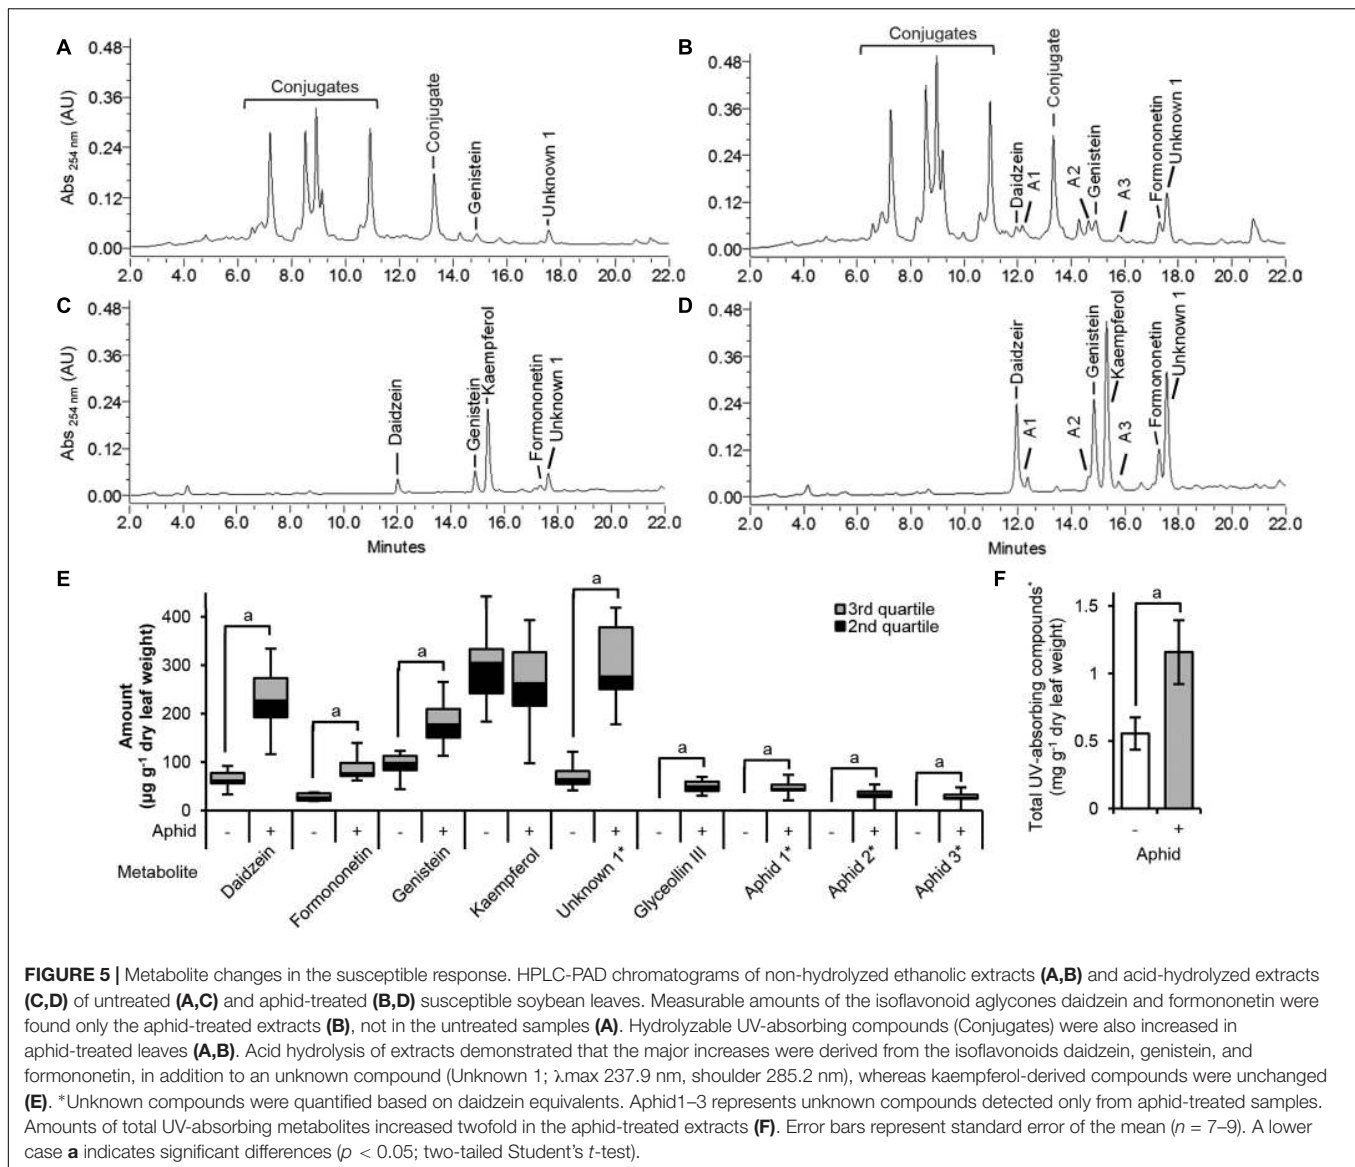 A
0.48
0.36
0.24
0.12
0.00
Abs 254 nm (AU)
Conjugates
Conjugate
Genistein
Unknown 1
2.0 4.0 6.0 8.0 10.0 12.0 14.0 16.0 18.0 20.0 22.0
B
0.48
0.36
0.24
0.12
0.00
Conjugates
Daidzein
A1
Conjugate
A2
Genistein
A3
Formononetin
Unknown 1
2.0 4.0 6.0 8.0 10.0 12.0 14.0 16.0 18.0 20.0 22.0
C
0.48
0.36
0.24
0.12
0.00
Abs 254 nm (AU)
Daidzein
Genistein
Kaempferol
Formononetin
Unknown 1
2.0 4.0 6.0 8.0 10.0 12.0 14.0 16.0 18.0 20.0 22.0
Minutes
D
0.48
0.36
0.24
0.12
0.00
Daidzeir
A1
A2
Genistein
Kaempferol
A3
Formononetin
Unknown 1
2.0 4.0 6.0 8.0 10.0 12.0 14.0 16.0 18.0 20.0 22.0
Minutes
E
Amount
(µg g-1 dry leaf weight)
400
300
200
100
0
a a a a a a a a
3rd quartile
2nd quartile
Aphid - + - + - + - + - + - + - + - + - +
Metabolite
Daidzein
Formononetin
Genistein
Kaempferol
Unknown 1*
Glyceollin III
Aphid 1*
Aphid 2*
Aphid 3*
F
Total UV-absorbing compounds*
(mg g-1 dry leaf weight)
1.5
1
0.5
0
a
- +
Aphid
FIGURE 5 | Metabolite changes in the susceptible response. HPLC-PAD chromatograms of non-hydrolyzed ethanolic extracts (A,B) and acid-hydrolyzed extracts
(C,D) of untreated (A,C) and aphid-treated (B,D) susceptible soybean leaves. Measurable amounts of the isoflavonoid aglycones daidzein and formononetin were
found only the aphid-treated extracts (B), not in the untreated samples (A). Hydrolyzable UV-absorbing compounds (Conjugates) were also increased in
aphid-treated leaves (A,B). Acid hydrolysis of extracts demonstrated that the major increases were derived from the isoflavonoids daidzein, genistein, and
formononetin, in addition to an unknown compound (Unknown 1; λmax 237.9 nm, shoulder 285.2 nm), whereas kaempferol-derived compounds were unchanged
(E). *Unknown compounds were quantified based on daidzein equivalents. Aphid1–3 represents unknown compounds detected only from aphid-treated samples.
Amounts of total UV-absorbing metabolites increased twofold in the aphid-treated extracts (F). Error bars represent standard error of the mean (n = 7–9). A lower
case a indicates significant differences (p < 0.05; two-tailed Student's t-test).